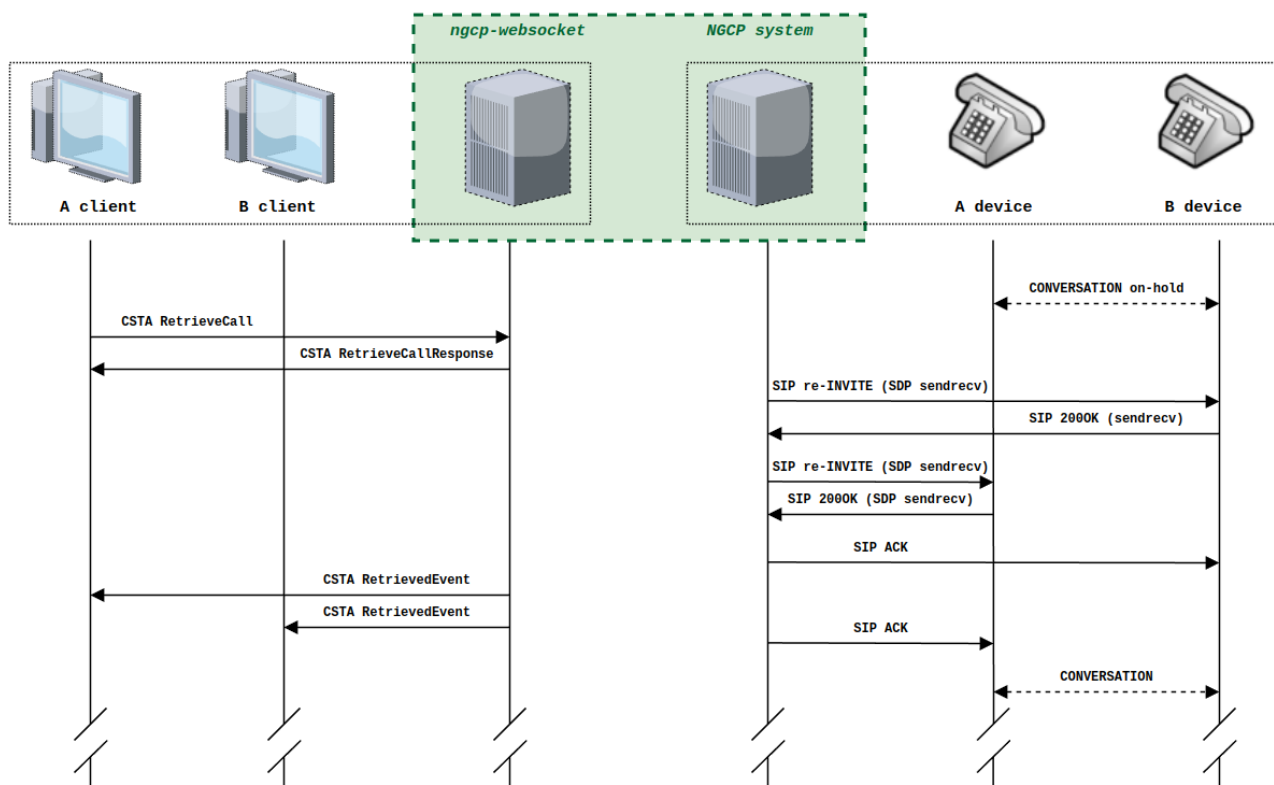 ngcp-websocket
NGCP system
A client
B client
A device
B device
CONVERSATION on-hold
CSTA RetrieveCall
CSTA RetrieveCallResponse
SIP re-INVITE (SDP sendrecv)
SIP 200OK (sendrecv)
SIP re-INVITE (SDP sendrecv)
SIP 200OK (SDP sendrecv)
SIP ACK
CSTA RetrievedEvent
CSTA RetrievedEvent
SIP ACK
CONVERSATION